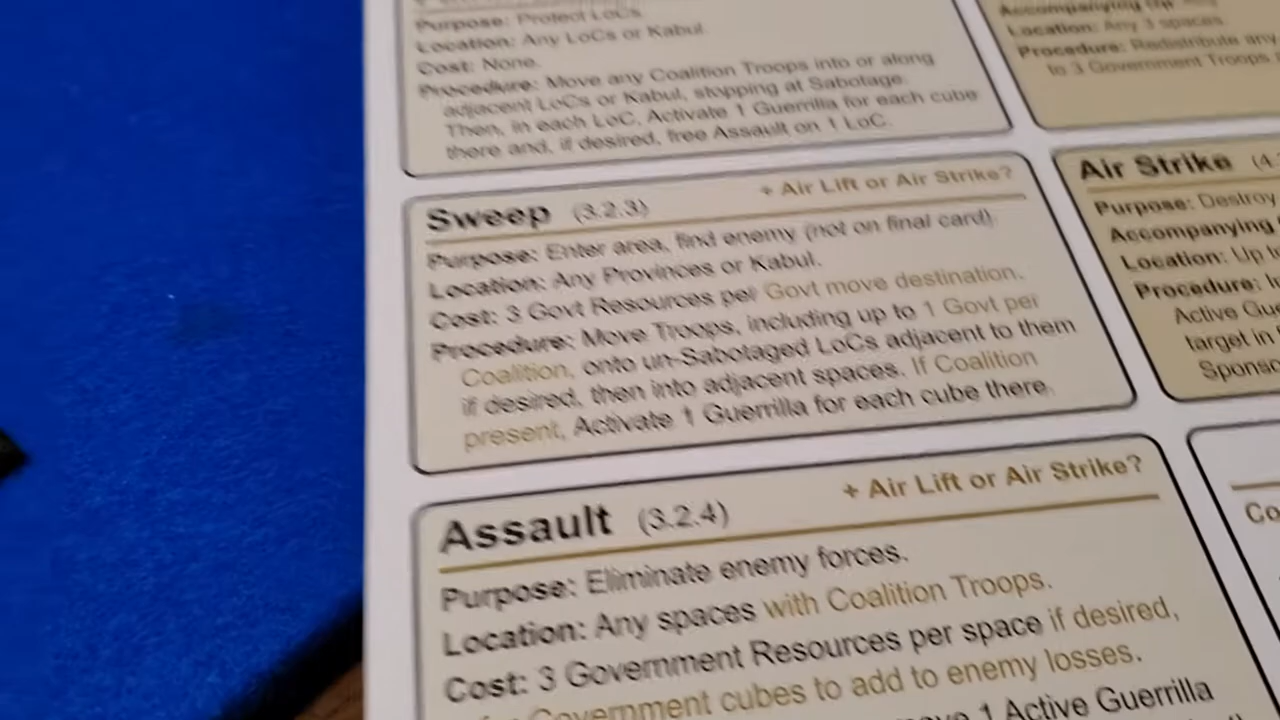 Purpose: Protect LoCs.
Location: Any LoCs or Kabul.
Cost: None.
Procedure: Move any Coalition Troops into or along
adjacent LoCs or Kabul, stopping at Sabotage.
Then, in each LoC, Activate 1 Guerrilla for each cube
there and, if desired, free Assault on 1 LoC.
Sweep (3.2.3) + Air Lift or Air Strike?
Purpose: Enter area, find enemy (not on final card).
Location: Any Provinces or Kabul.
Cost: 3 Govt Resources per Govt move destination.
Procedure: Move Troops, including up to 1 Govt per
Coalition, onto un-Sabotaged LoCs adjacent to them
if desired, then into adjacent spaces. If Coalition
present, Activate 1 Guerrilla for each cube there.
Assault (3.2.4) + Air Lift or Air Strike?
Purpose: Eliminate enemy forces.
Location: Any spaces with Coalition Troops.
Cost: 3 Government Resources per space if desired,
Government cubes to add to enemy losses.
1 Active Guerrilla
Accompanying
Location: Any 3 spaces.
Procedure: Redistribute any
to 3 Government Troops
Air Strike (4.
Purpose: Destroy
Accompanying
Location: Up
Procedure:
Active
target in